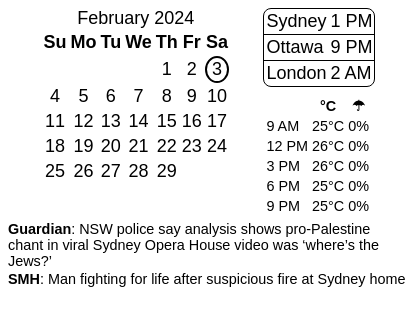 February 2024
Su Mo Tu We Th Fr Sa
1 2 3
4 5 6 7 8 9 10
11 12 13 14 15 16 17
18 19 20 21 22 23 24
25 26 27 28 29
Sydney 1 PM
Ottawa 9 PM
London 2 AM
°C ☂
9 AM 25°C 0%
12 PM 26°C 0%
3 PM 26°C 0%
6 PM 25°C 0%
9 PM 25°C 0%
Guardian: NSW police say analysis shows pro-Palestine
chant in viral Sydney Opera House video was ‘where’s the
Jews?’
SMH: Man fighting for life after suspicious fire at Sydney home